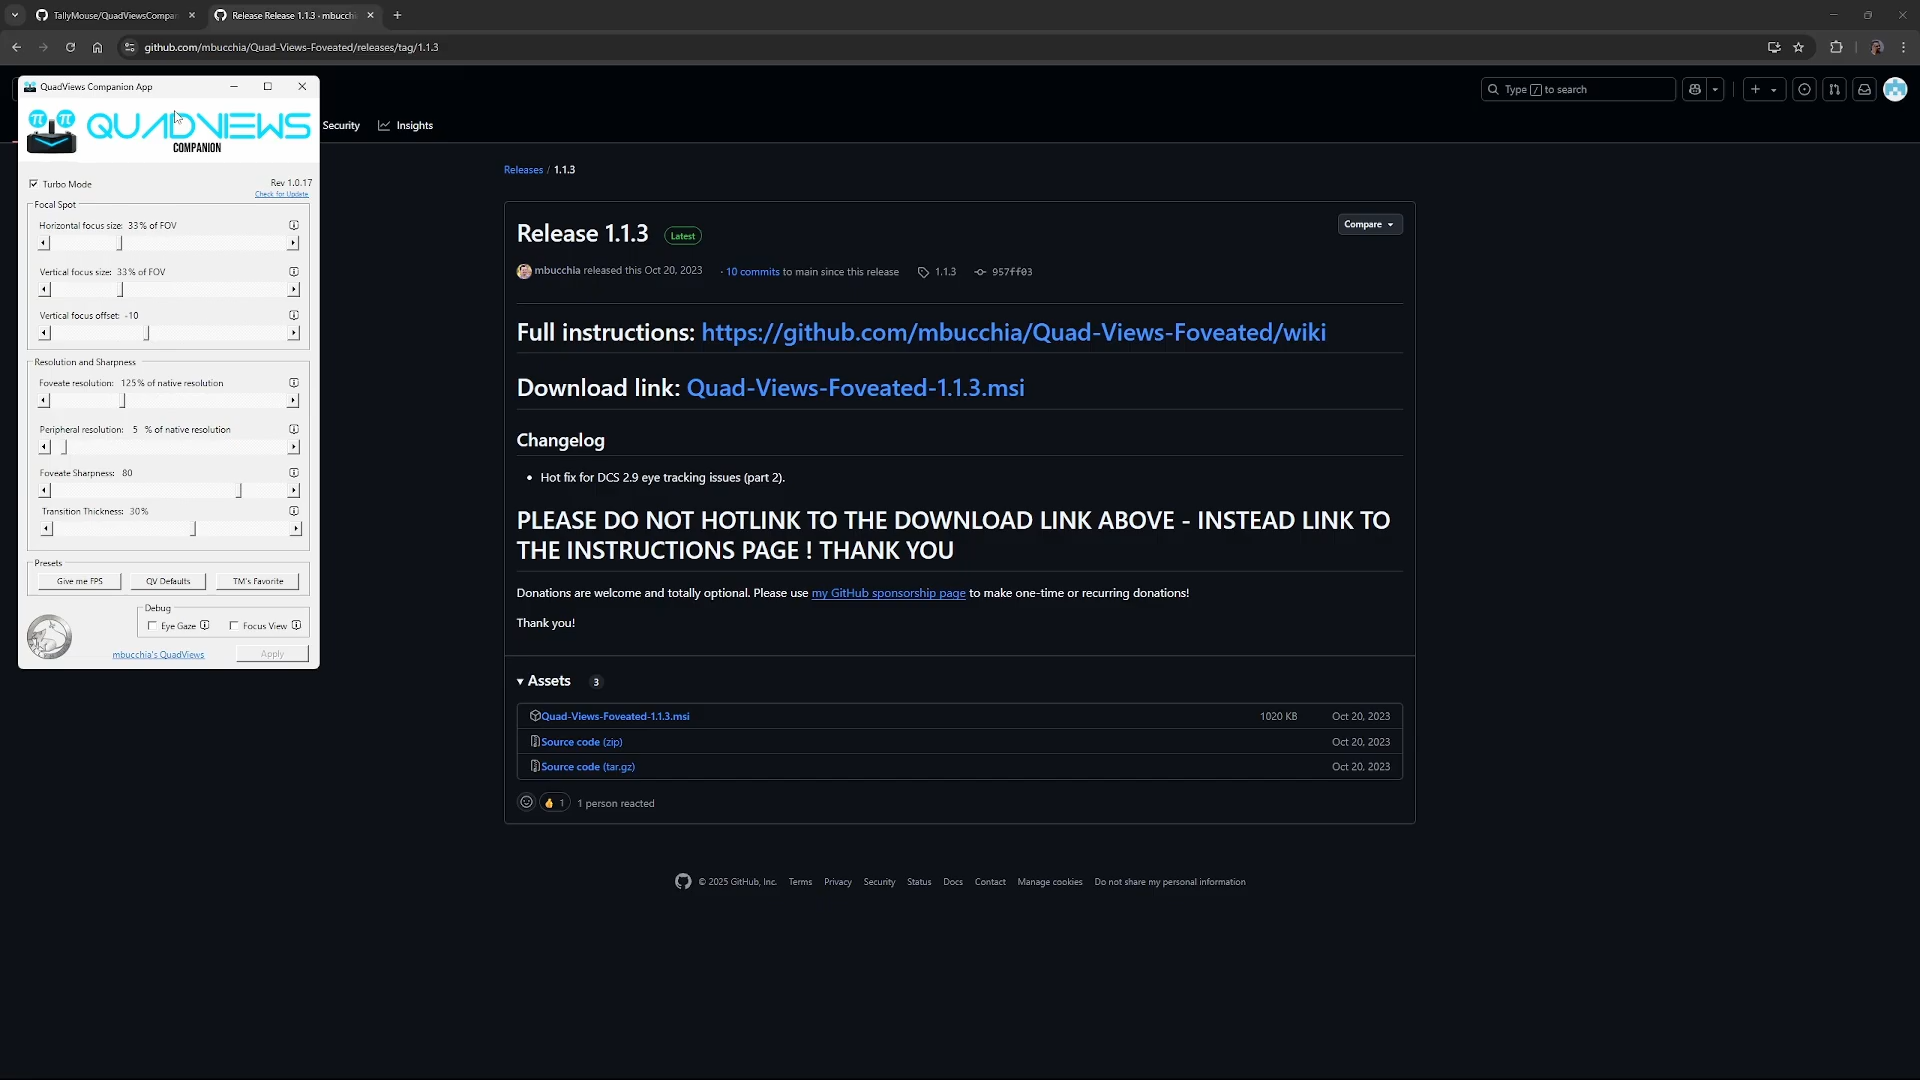 TallyMouse/QuadViewsCompan
Release Release 1.1.3 · mbucchi
github.com/mbucchia/Quad-Views-Foveated/releases/tag/1.1.3
Type / to search
Security
Insights
QuadViews Companion App
QUADVIEWS
COMPANION
Turbo Mode
Rev 1.0.17
Check for Update
Focal Spot
Horizontal focus size: 33% of FOV
Vertical focus size: 33% of FOV
Vertical focus offset: -10
Resolution and Sharpness
Foveate resolution: 125% of native resolution
Peripheral resolution: 5 % of native resolution
Foveate Sharpness: 80
Transition Thickness: 30%
Presets
Give me FPS
QV Defaults
TM's Favorite
Debug
Eye Gaze
Focus View
mbucchia's QuadViews
Apply
Releases / 1.1.3
Release 1.1.3 Latest
Compare
mbucchia released this Oct 20, 2023 · 10 commits to main since this release 1.1.3 957ff03
Full instructions: https://github.com/mbucchia/Quad-Views-Foveated/wiki
Download link: Quad-Views-Foveated-1.1.3.msi
Changelog
• Hot fix for DCS 2.9 eye tracking issues (part 2).
PLEASE DO NOT HOTLINK TO THE DOWNLOAD LINK ABOVE - INSTEAD LINK TO
THE INSTRUCTIONS PAGE ! THANK YOU
Donations are welcome and totally optional. Please use my GitHub sponsorship page to make one-time or recurring donations!
Thank you!
Assets 3
Quad-Views-Foveated-1.1.3.msi 1020 KB Oct 20, 2023
Source code (zip) Oct 20, 2023
Source code (tar.gz) Oct 20, 2023
1 1 person reacted
© 2025 GitHub, Inc. Terms Privacy Security Status Docs Contact Manage cookies Do not share my personal information